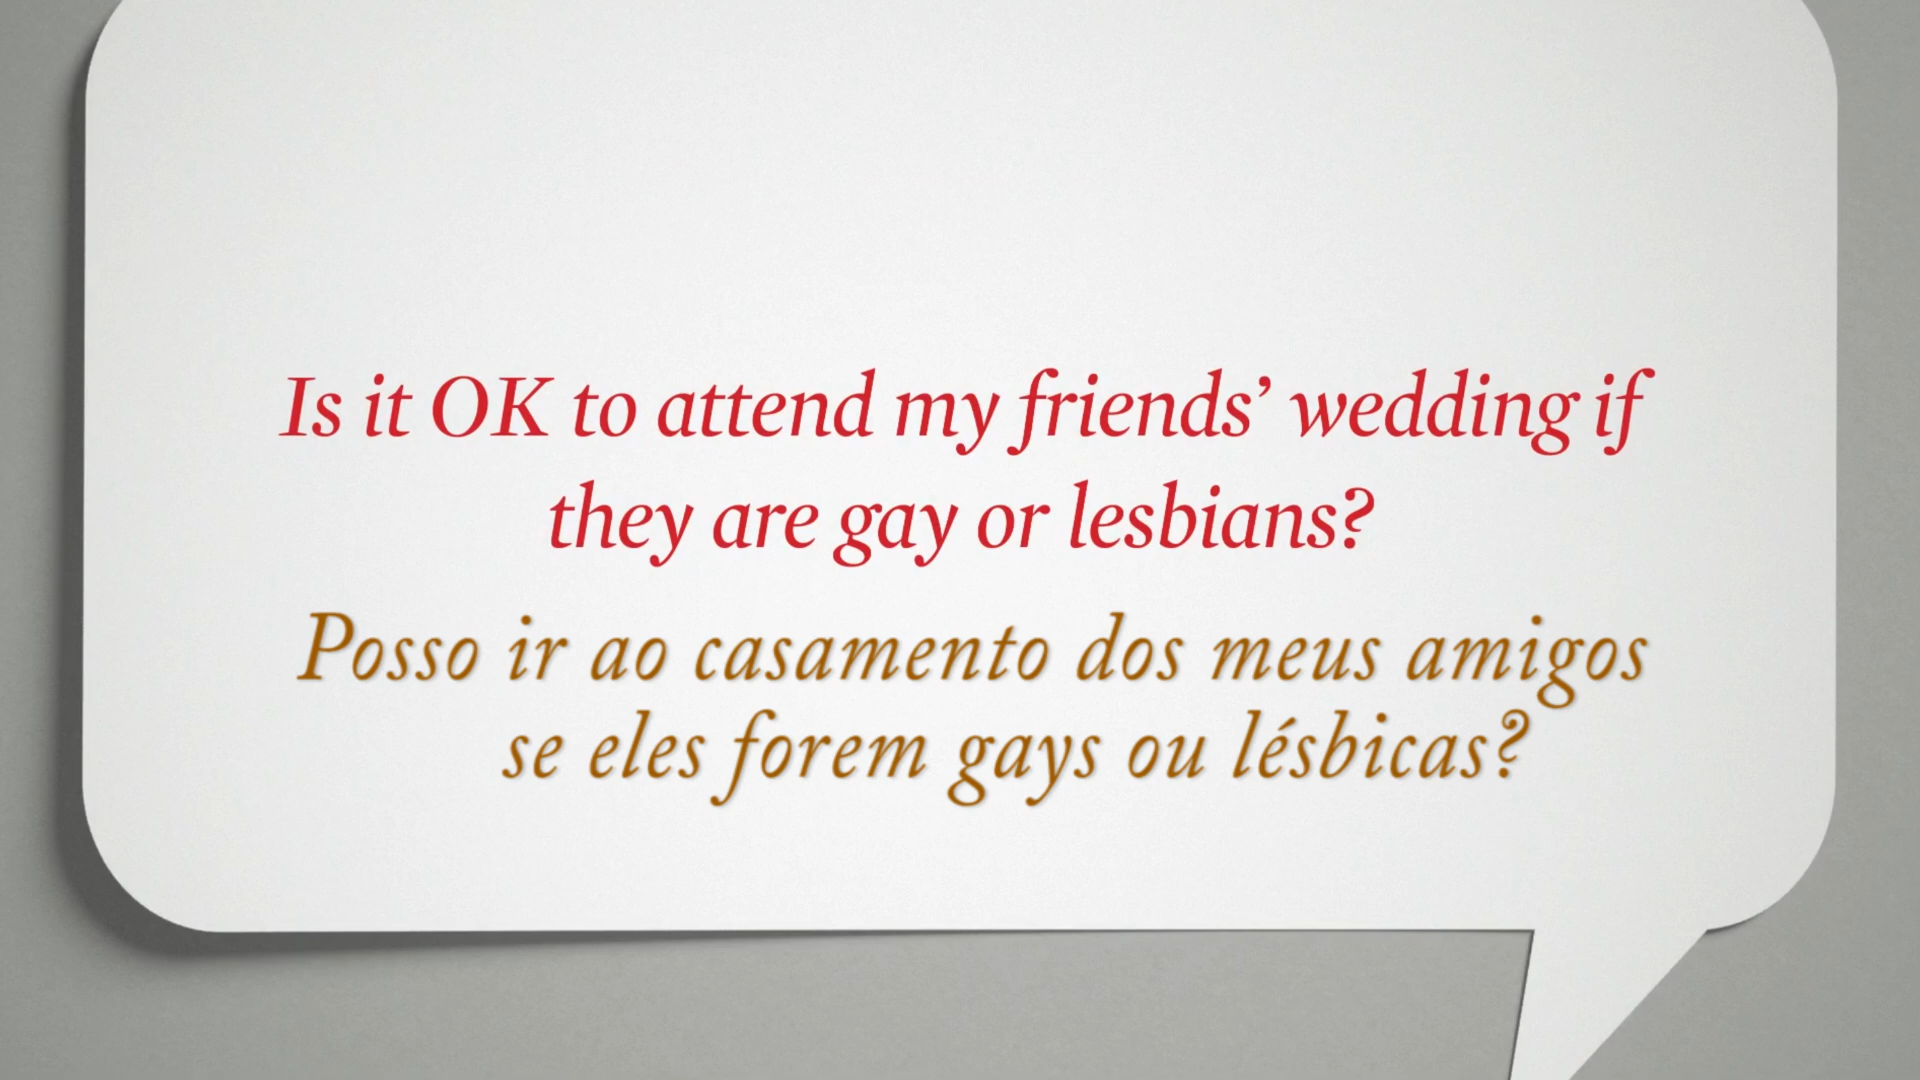 Is it OK to attend my friends’ wedding if
they are gay or lesbians?
Posso ir ao casamento dos meus amigos
se eles forem gays ou lésbicas?